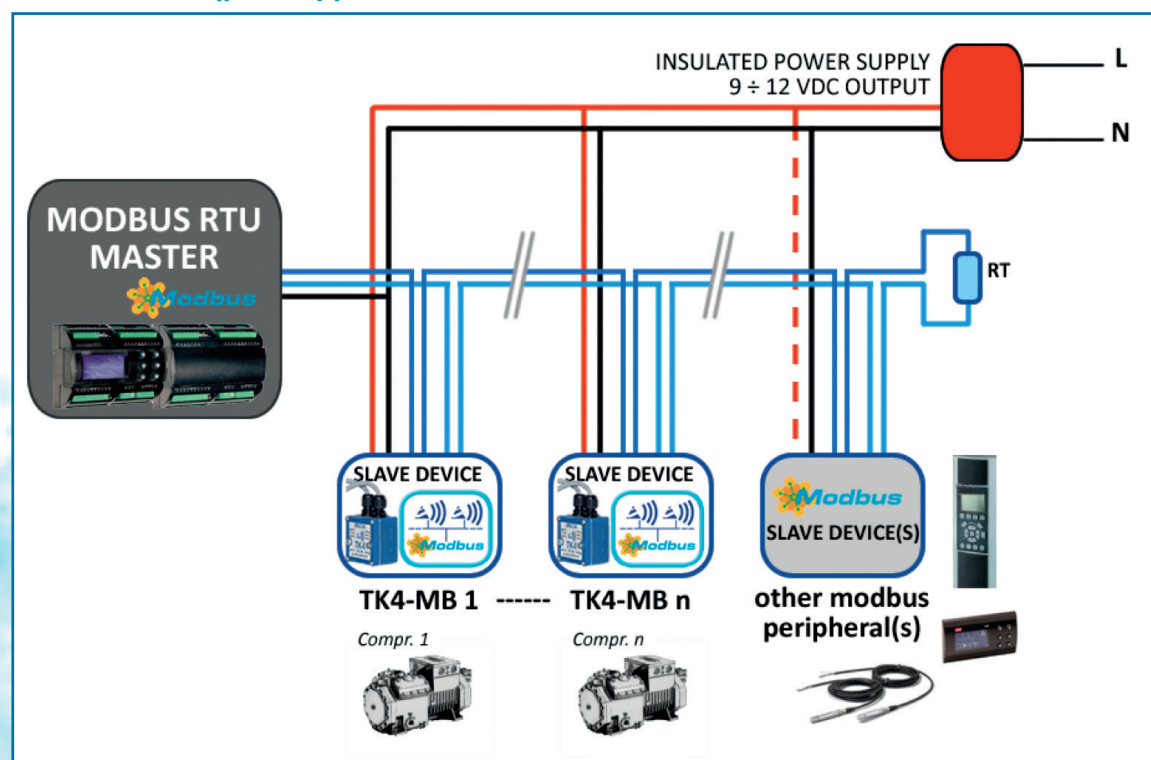 INSULATED POWER SUPPLY
9 ÷ 12 VDC OUTPUT
L
N
MODBUS RTU
MASTER
Modbus
RT
SLAVE DEVICE
Modbus
SLAVE DEVICE
Modbus
Modbus
SLAVE DEVICE(S)
TK4-MB 1 ------ TK4-MB n
other modbus
peripheral(s)
Compr. 1
Compr. n